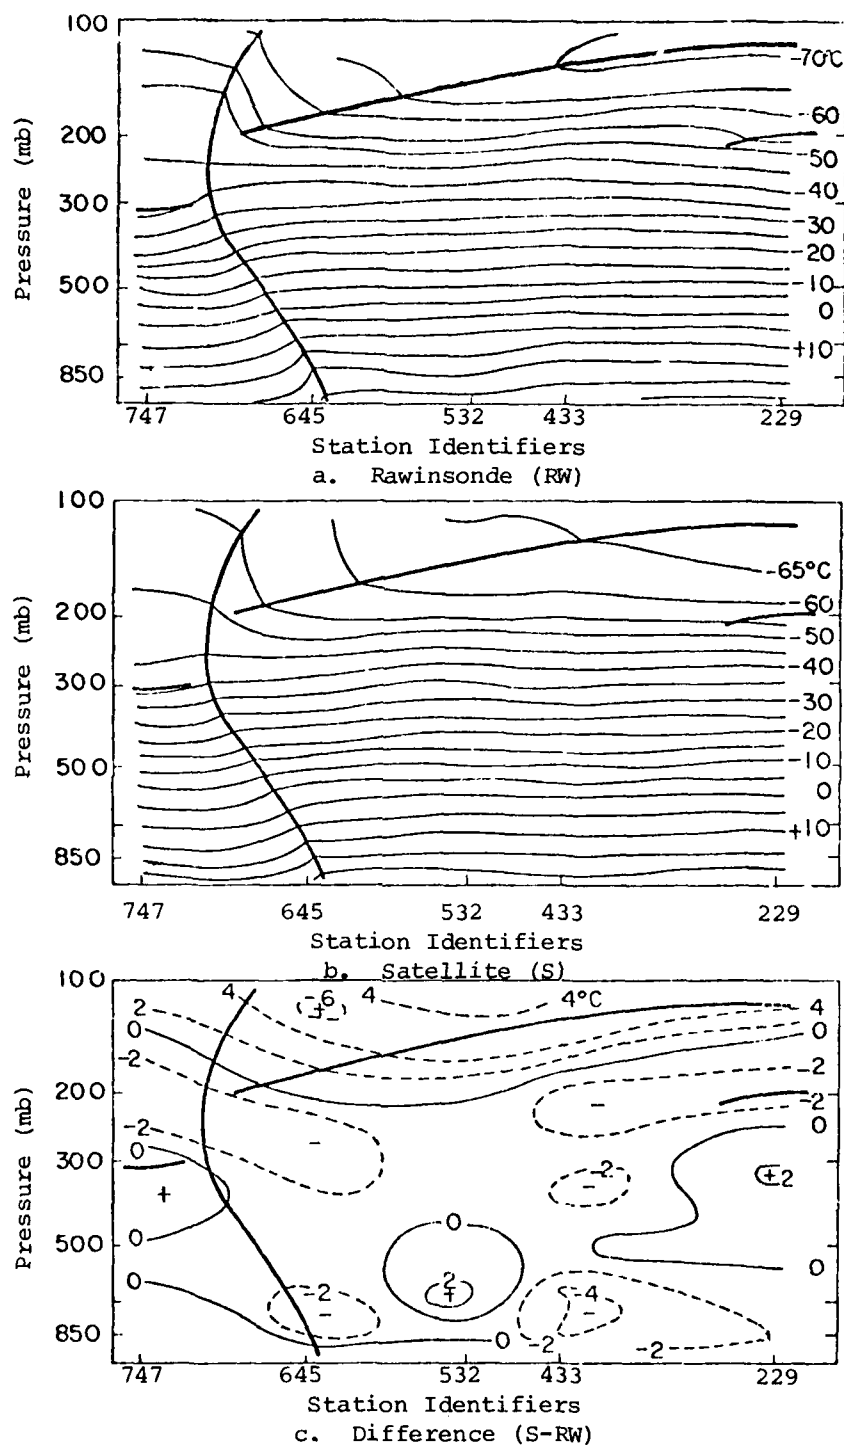 100
200
300
500
850
Pressure (mb)
-70°C
-60
-50
-40
-30
-20
-10
0
+10
747 645 532 433 229
Station Identifiers
a. Rawinsonde (RW)
100
200
300
500
850
Pressure (mb)
-65°C
-60
-50
-40
-30
-20
-10
0
+10
747 645 532 433 229
Station Identifiers
b. Satellite (S)
100
200
300
500
850
Pressure (mb)
2 4 -6 4 4°C 4
0 0
-2 -2
-2 -2
0 - - 0
+ -2 - +2
0 0
0 2 0
-2 + -4
- -
0 -2 -2
747 645 532 433 229
Station Identifiers
c. Difference (S-RW)